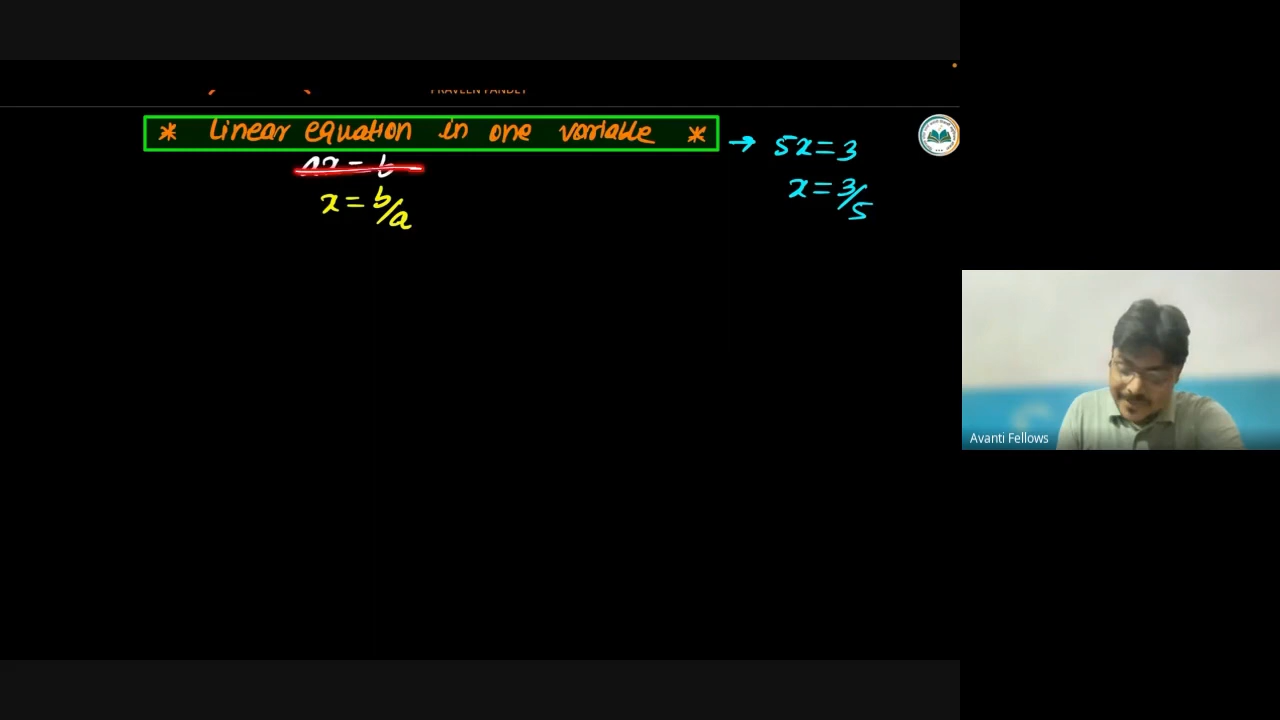 * Linear equation in one variable *
→ 5x = 3
x = 3/5
x = b/a
Avanti Fellows